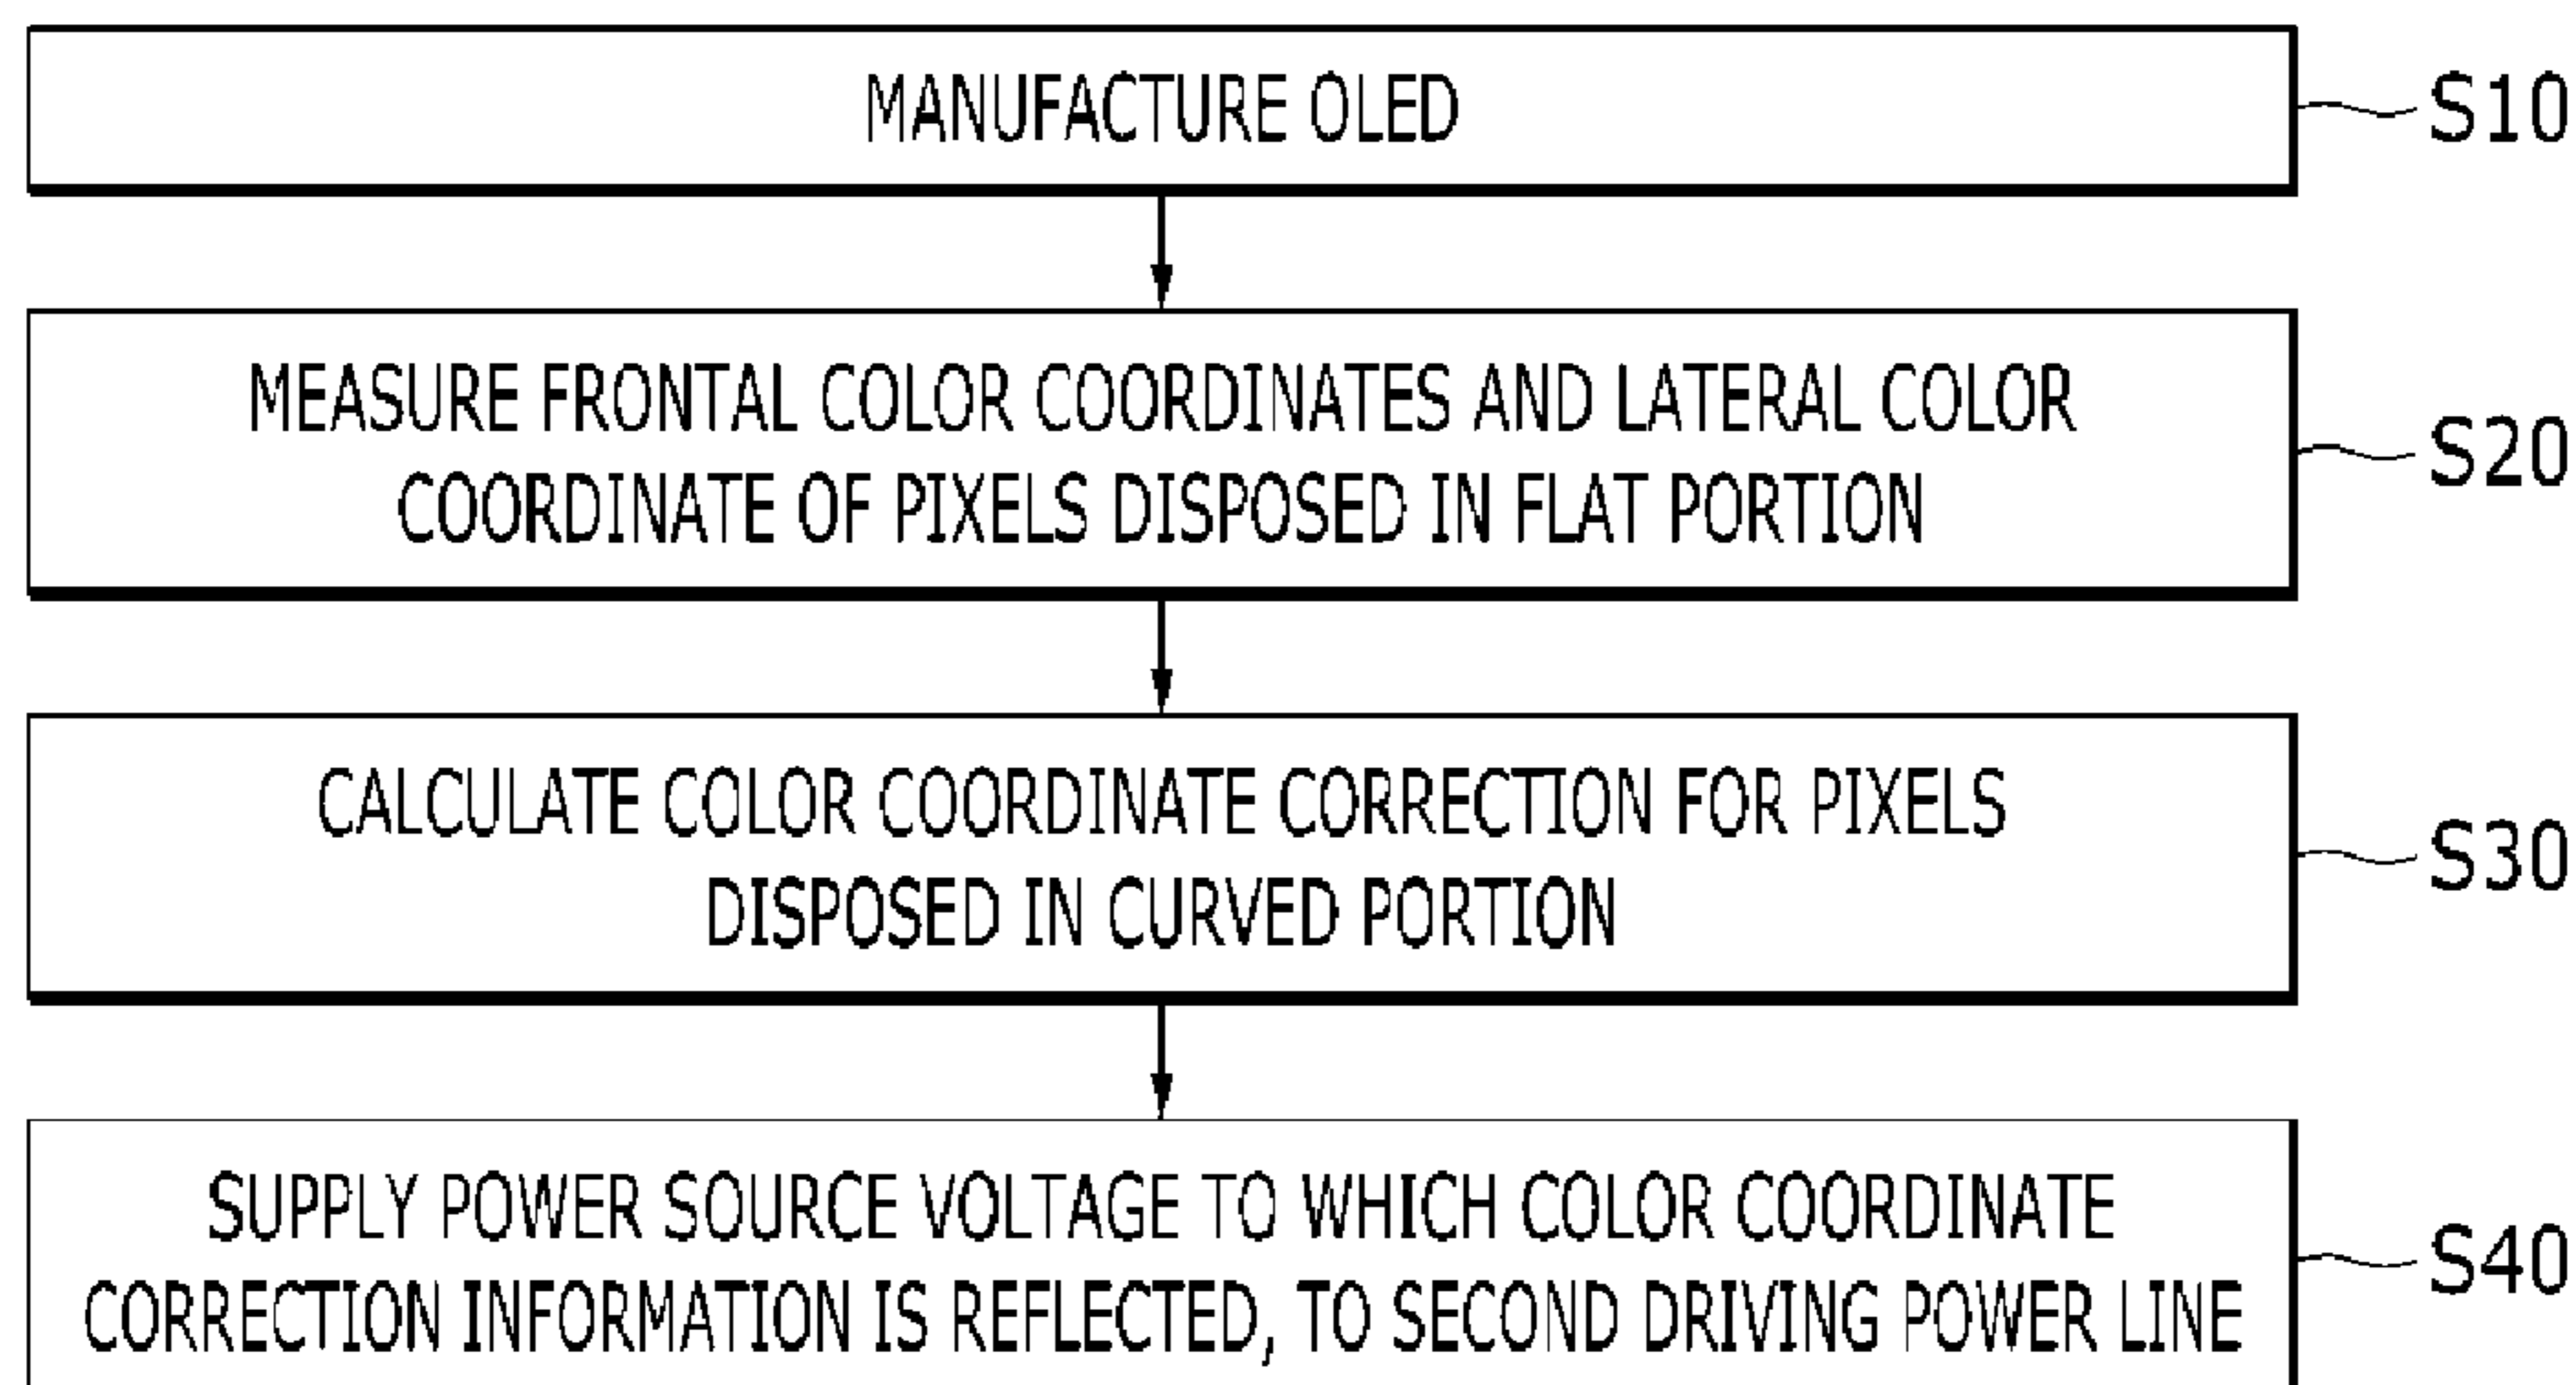 MANUFACTURE OLED
S10
MEASURE FRONTAL COLOR COORDINATES AND LATERAL COLOR
COORDINATE OF PIXELS DISPOSED IN FLAT PORTION
S20
CALCULATE COLOR COORDINATE CORRECTION FOR PIXELS
DISPOSED IN CURVED PORTION
S30
SUPPLY POWER SOURCE VOLTAGE TO WHICH COLOR COORDINATE
CORRECTION INFORMATION IS REFLECTED, TO SECOND DRIVING POWER LINE
S40